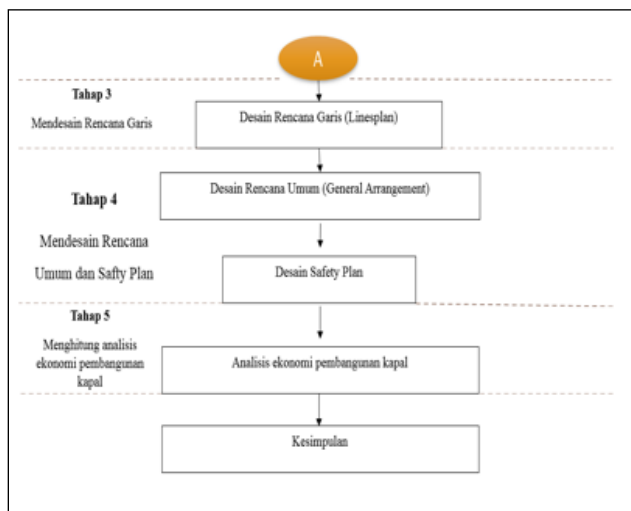 A
Tahap 3
Mendesain Rencana Garis
Desain Rencana Garis (Linesplan)
Tahap 4
Mendesain Rencana
Umum dan Safty Plan
Desain Rencana Umum (General Arrangement)
Desain Safety Plan
Tahap 5
Menghitung analisis
ekonomi pembangunan
kapal
Analisis ekonomi pembangunan kapal
Kesimpulan